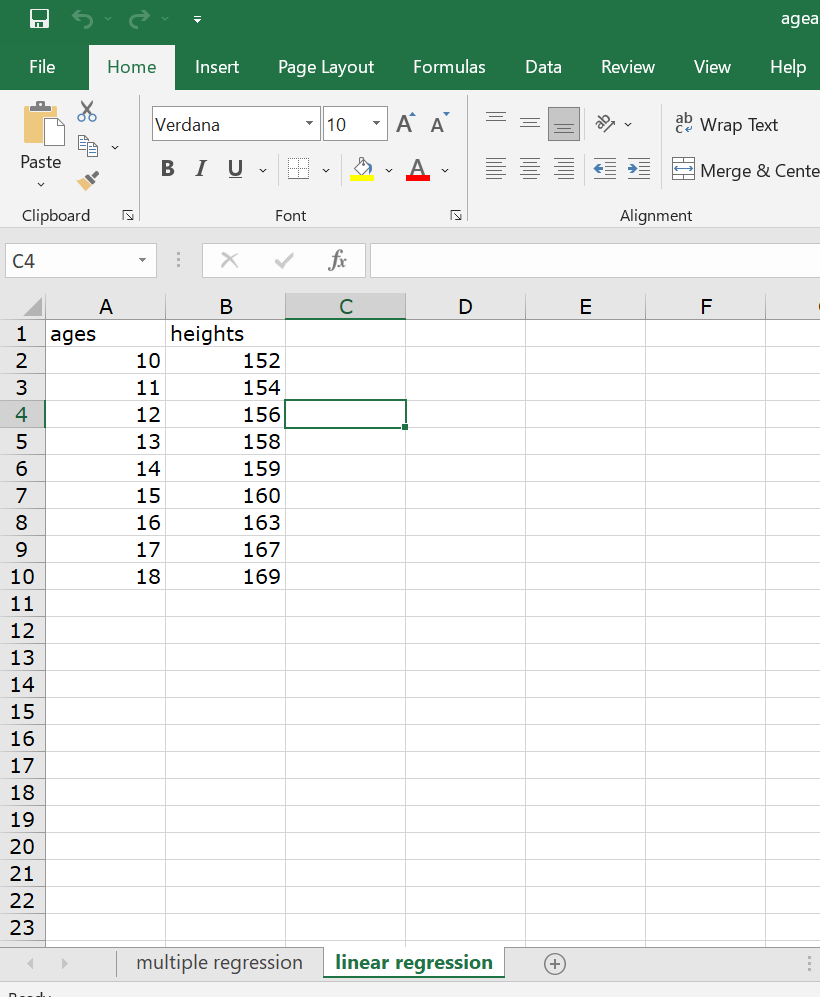 agea
File Home Insert Page Layout Formulas Data Review View Help
Verdana 10 A A ab c Wrap Text
Paste B I U A Merge & Cente
Clipboard Font Alignment
C4 fx
A B C D E F
1 ages heights
2 10 152
3 11 154
4 12 156
5 13 158
6 14 159
7 15 160
8 16 163
9 17 167
10 18 169
11
12
13
14
15
16
17
18
19
20
21
22
23
multiple regression linear regression